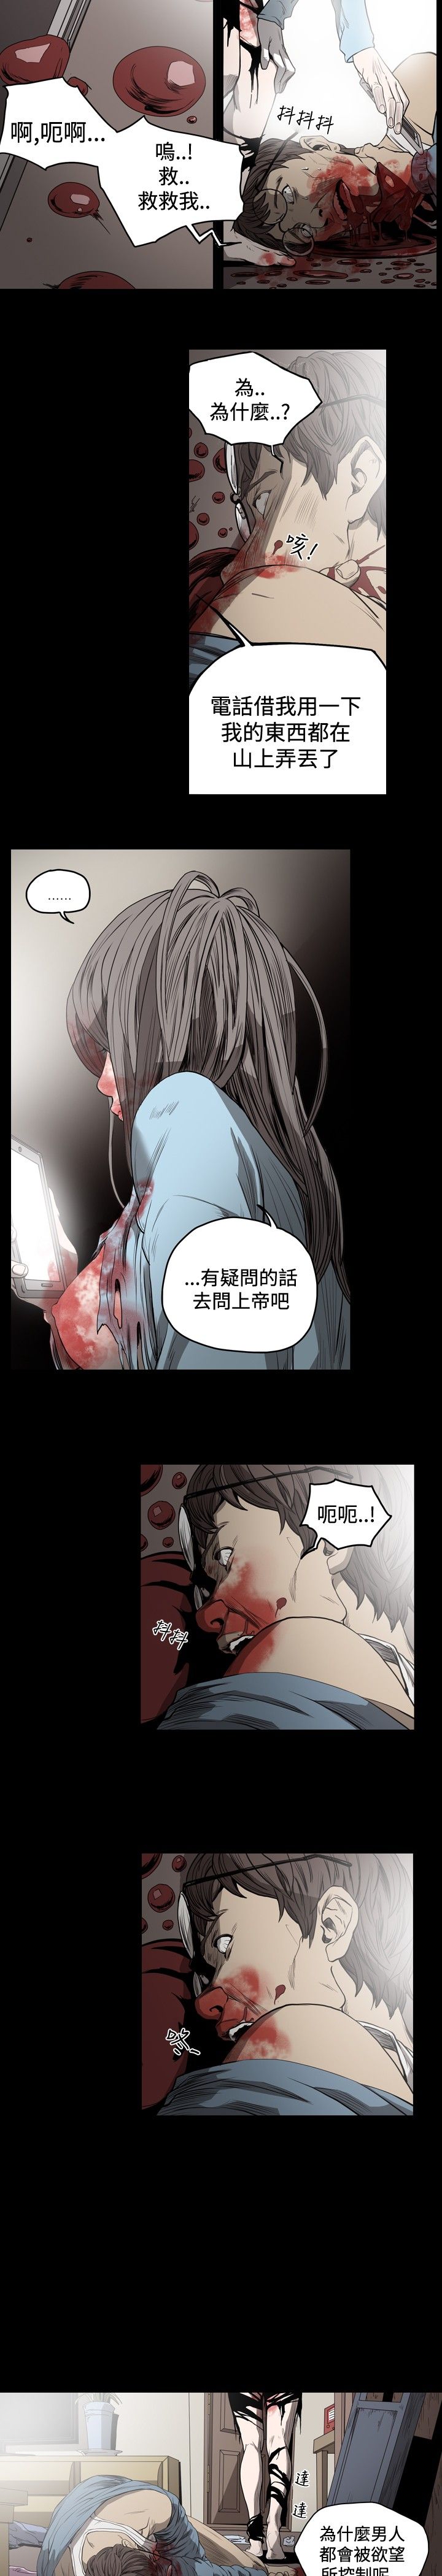 啊,呃啊...
抖抖抖
嗚..!
救..
救救我..
為..
為什麼..?
咳!
電話借我用一下
我的東西都在
山上弄丟了
......
...有疑問的話
去問上帝吧
呃呃..!
抖抖
達
達
為什麼男人
都會被欲望
所控制呢